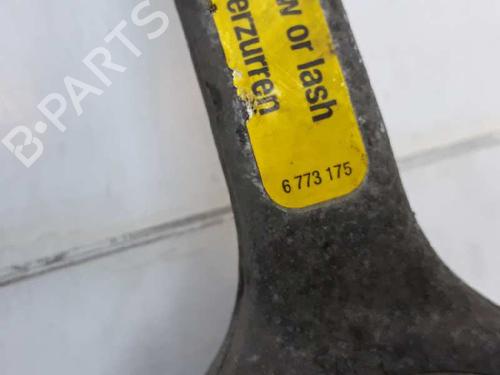 w or lash
erzurren
6 773 175
B-PARTS